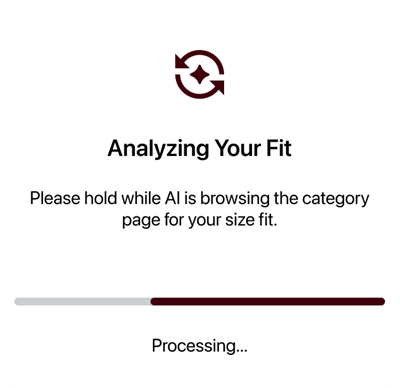 Analyzing Your Fit
Please hold while AI is browsing the category
page for your size fit.
Processing...